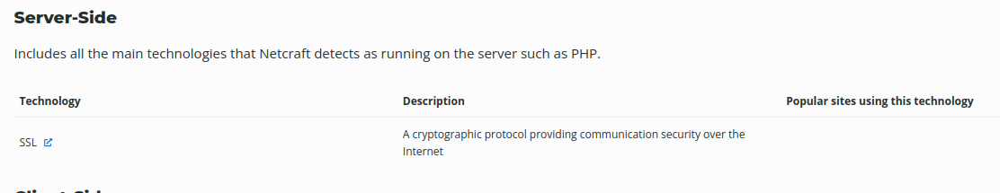 Server-Side
Includes all the main technologies that Netcraft detects as running on the server such as PHP.
Technology Description Popular sites using this technology
SSL A cryptographic protocol providing communication security over the
Internet